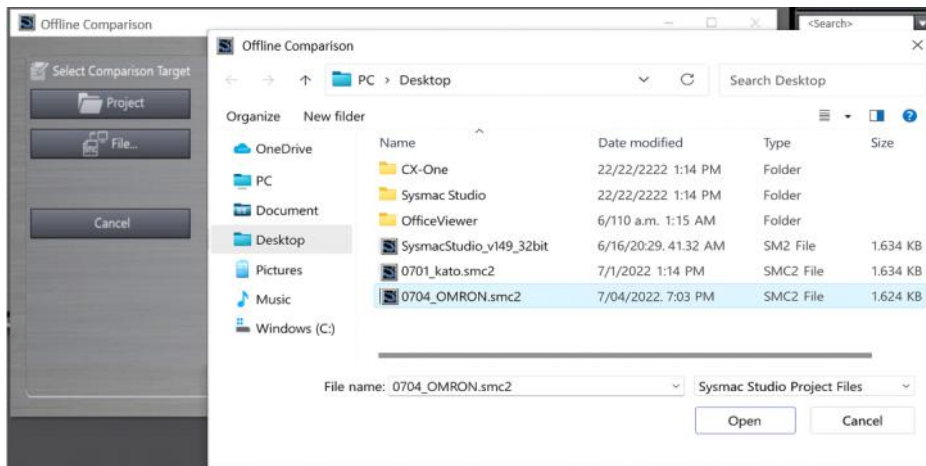 Offline Comparison
<Search>
Offline Comparison
Select Comparison Target
PC > Desktop
Search Desktop
Project
Organize New folder
File...
Name Date modified Type Size
OneDrive
CX-One 22/22/2222 1:14 PM Folder
PC
Sysmac Studio 22/22/2222 1:14 PM Folder
Document
OfficeViewer 6/110 a.m. 1:15 AM Folder
Cancel
Desktop
SysmacStudio_v149_32bit 6/16/20:29. 41.32 AM SM2 File 1.634 KB
Pictures
0701_kato.smc2 7/1/2022 1:14 PM SMC2 File 1.634 KB
Music
0704_OMRON.smc2 7/04/2022. 7:03 PM SMC2 File 1.624 KB
Windows (C:)
File name: 0704_OMRON.smc2 Sysmac Studio Project Files
Open Cancel